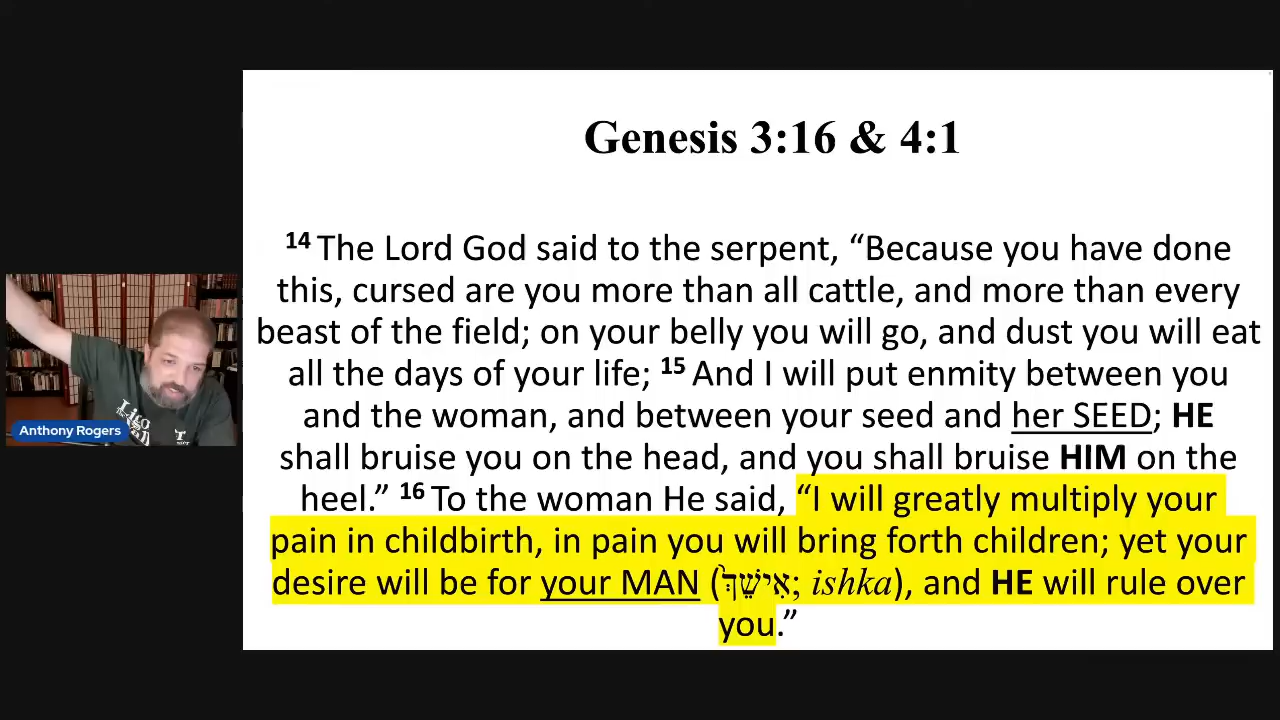 Genesis 3:16 & 4:1
14 The Lord God said to the serpent, “Because you have done
this, cursed are you more than all cattle, and more than every
beast of the field; on your belly you will go, and dust you will eat
all the days of your life; 15 And I will put enmity between you
and the woman, and between your seed and her SEED; HE
shall bruise you on the head, and you shall bruise HIM on the
heel.” 16 To the woman He said, “I will greatly multiply your
pain in childbirth, in pain you will bring forth children; yet your
desire will be for your MAN (אִישֵׁ֙ךְ֙; ishka), and HE will rule over
you.”
Anthony Rogers